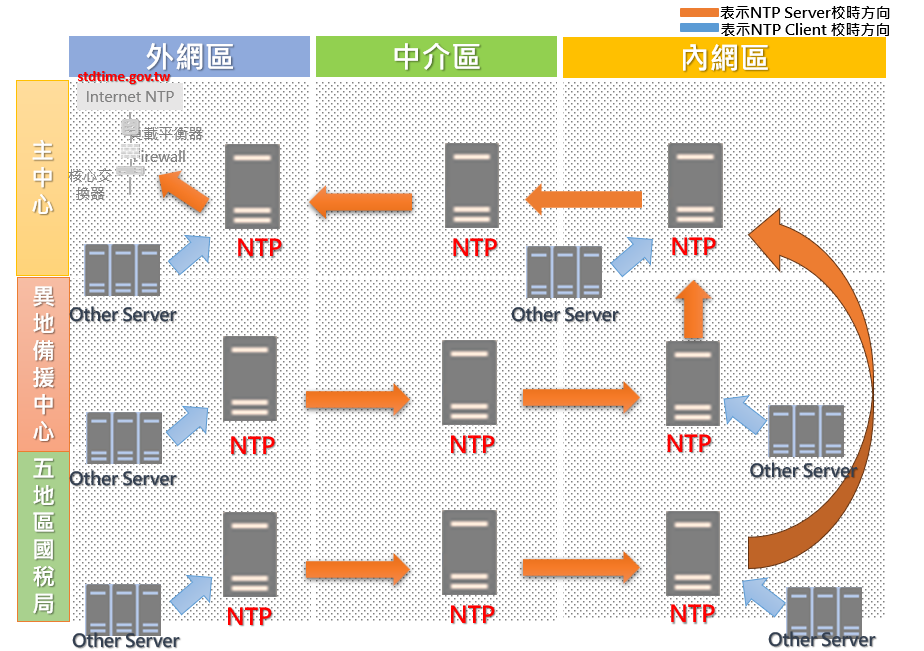 表示NTP Server校時方向
表示NTP Client 校時方向
外網區
中介區
內網區
主中心
stdtime.gov.tw
Internet NTP
負載平衡器
Firewall
核心交
換器
NTP
NTP
NTP
Other Server
Other Server
異地備援中心
NTP
NTP
NTP
Other Server
Other Server
五地區國稅局
NTP
NTP
NTP
Other Server
Other Server